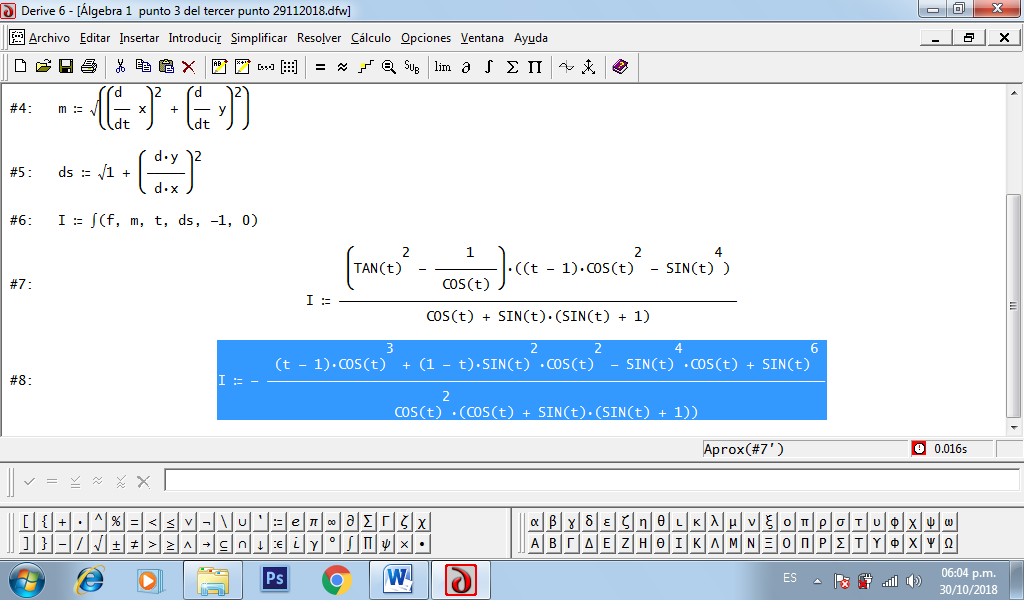 Derive 6 - [Álgebra 1 punto 3 del tercer punto 29112018.dfw]
Archivo Editar Insertar Introducir Simplificar Resolver Cálculo Opciones Ventana Ayuda
= ≈ SUB lim ∂ ∫ Σ Π
#4: m := √((d/dt x)^2 + (d/dt y)^2)
#5: ds := √1 + (d·y/d·x)^2
#6: I := ∫(f, m, t, ds, −1, 0)
#7: I := (TAN(t)^2 − 1/COS(t))·((t − 1)·COS(t)^2 − SIN(t)^4) / COS(t) + SIN(t)·(SIN(t) + 1)
#8: I := − (t − 1)·COS(t)^3 + (1 − t)·SIN(t)^2·COS(t)^2 − SIN(t)^4·COS(t) + SIN(t)^6 / COS(t)^2·(COS(t) + SIN(t)·(SIN(t) + 1))
Aprox(#7') 0.016s
[ { + · ^ % = < ≤ ∨ ¬ \ ∪ ' := e π ∞ ∂ ∑ Γ ζ χ
] } − / √ ± ≠ > ≥ ∧ → ⊆ ∩ ↓ :∈ i γ ° ∫ ∏ ψ × •
α β γ δ ε ζ η θ ι κ λ μ ν ξ ο π ρ σ τ υ φ χ ψ ω
Α Β Γ Δ Ε Ζ Η Θ Ι Κ Λ Μ Ν Ξ Ο Π Ρ Σ Τ Υ Φ Χ Ψ Ω
Ps W ES 06:04 p.m.
30/10/2018